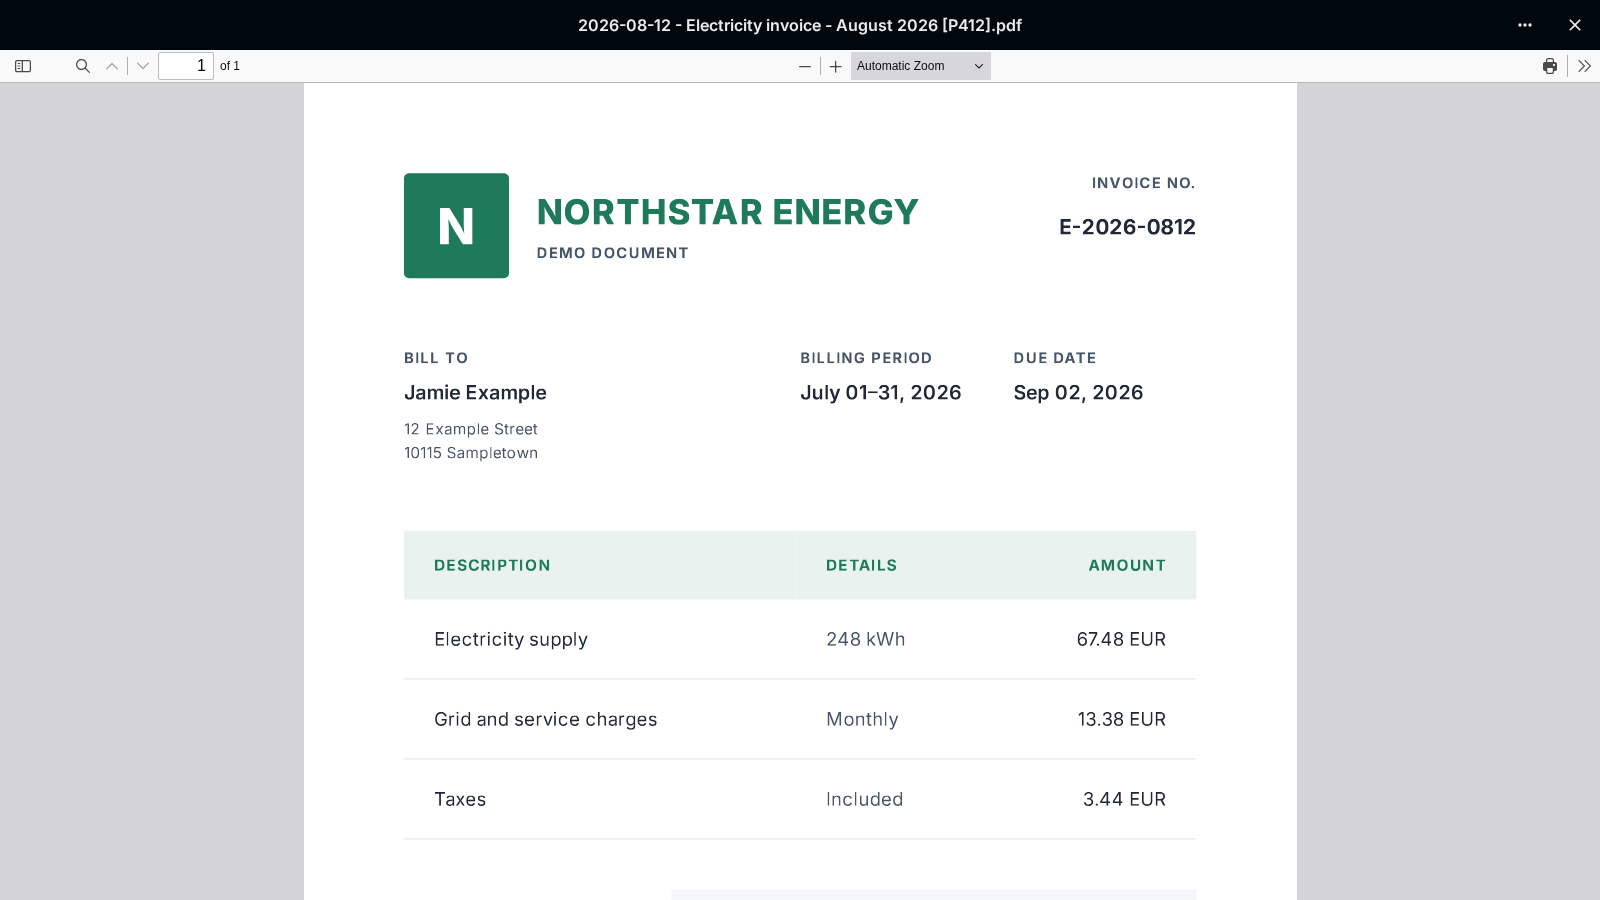 2026-08-12 - Electricity invoice - August 2026 [P412].pdf
1 of 1
Automatic Zoom
N
NORTHSTAR ENERGY
DEMO DOCUMENT
INVOICE NO.
E-2026-0812
BILL TO
Jamie Example
12 Example Street
10115 Sampletown
BILLING PERIOD
July 01–31, 2026
DUE DATE
Sep 02, 2026
DESCRIPTION DETAILS AMOUNT
Electricity supply 248 kWh 67.48 EUR
Grid and service charges Monthly 13.38 EUR
Taxes Included 3.44 EUR